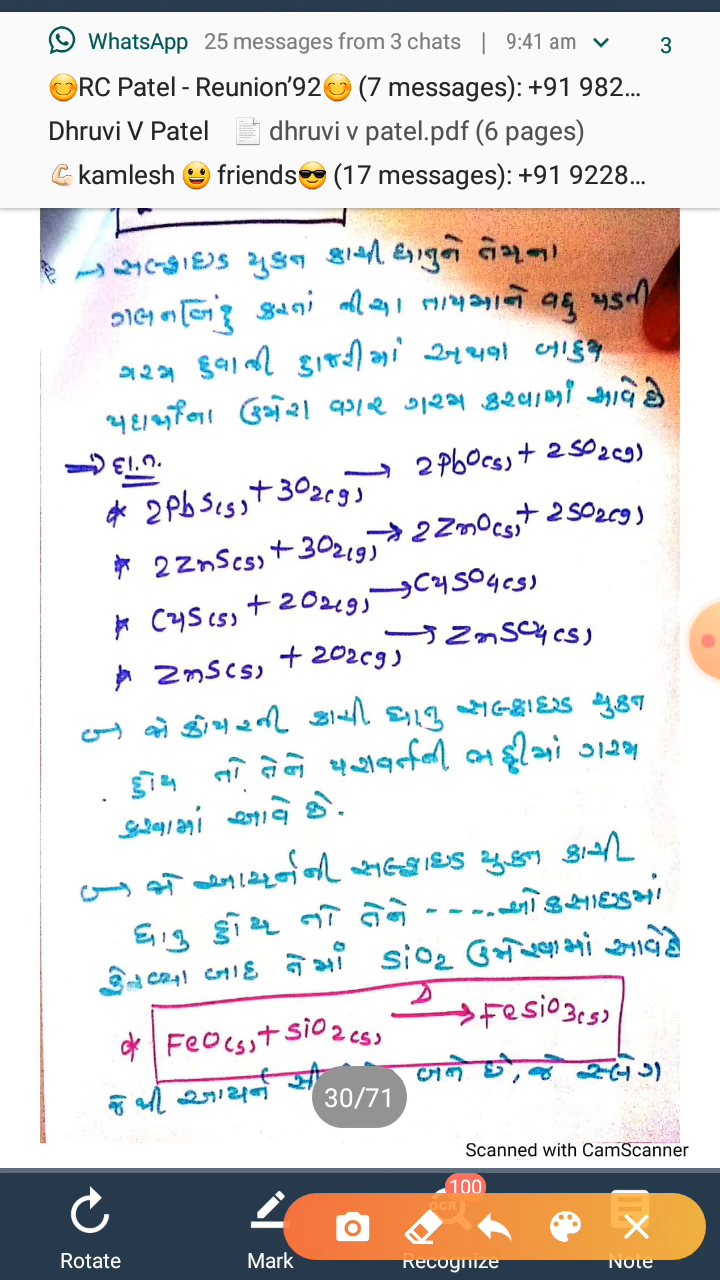 WhatsApp 25 messages from 3 chats | 9:41 am 3
😊RC Patel - Reunion’92😊 (7 messages): +91 982...
Dhruvi V Patel dhruvi v patel.pdf (6 pages)
💪🏻kamlesh 😃 friends😎 (17 messages): +91 9228...
→ સલ્ફાઇડ યુક્ત કાચી ધાતુને તેમના
ગલનબિંદુ કરતાં નીચા તાપમાને વધુ પડતી
ગરમ હવાની હાજરીમાં અથવા બાહ્ય
પદાર્થોના ઉમેરા વગર ગરમ કરવામાં આવે છે
→ દા.ત.
* 2PbS(s) + 3O2(g) → 2PbO(s) + 2SO2(g)
* 2ZnS(s) + 3O2(g) → 2ZnO(s) + 2SO2(g)
* CuS(s) + 2O2(g) → CuSO4(s)
* ZnS(s) + 2O2(g) → ZnSO4(s)
→ જો કોપરની કાચી ધાતુ સલ્ફાઇડ યુક્ત
હોય તો તેને પરાવર્તની ભઠ્ઠીમાં ગરમ
કરવામાં આવે છે.
→ જો આયર્નની સલ્ફાઇડ યુક્ત કાચી
ધાતુ હોય તો તેને ----. ઓક્સાઇડમાં
ફેરવ્યા બાદ તેમાં SiO2 ઉમેરવામાં આવે છે
* FeO(s) + SiO2(s) Δ→ FeSiO3(s)
જેથી આયર્ન બને છે, જે સ્લેગ
30/71
Scanned with CamScanner
100
OCR
Rotate Mark Recognize Note